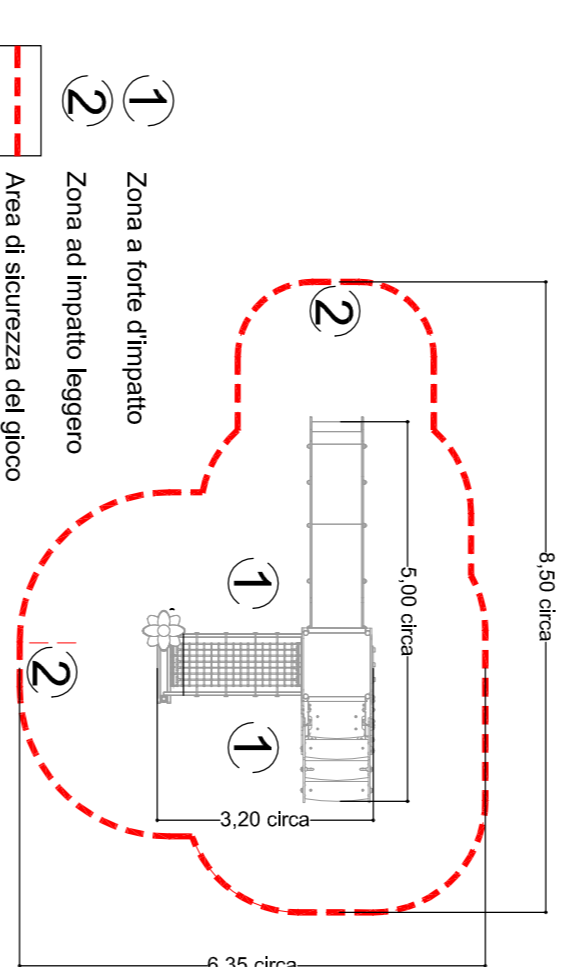 ① Zona a forte d'impatto
② Zona ad impatto leggero
Area di sicurezza del gioco
②
8,50 circa
5,00 circa
①
②
①
3,20 circa
6,35 circa